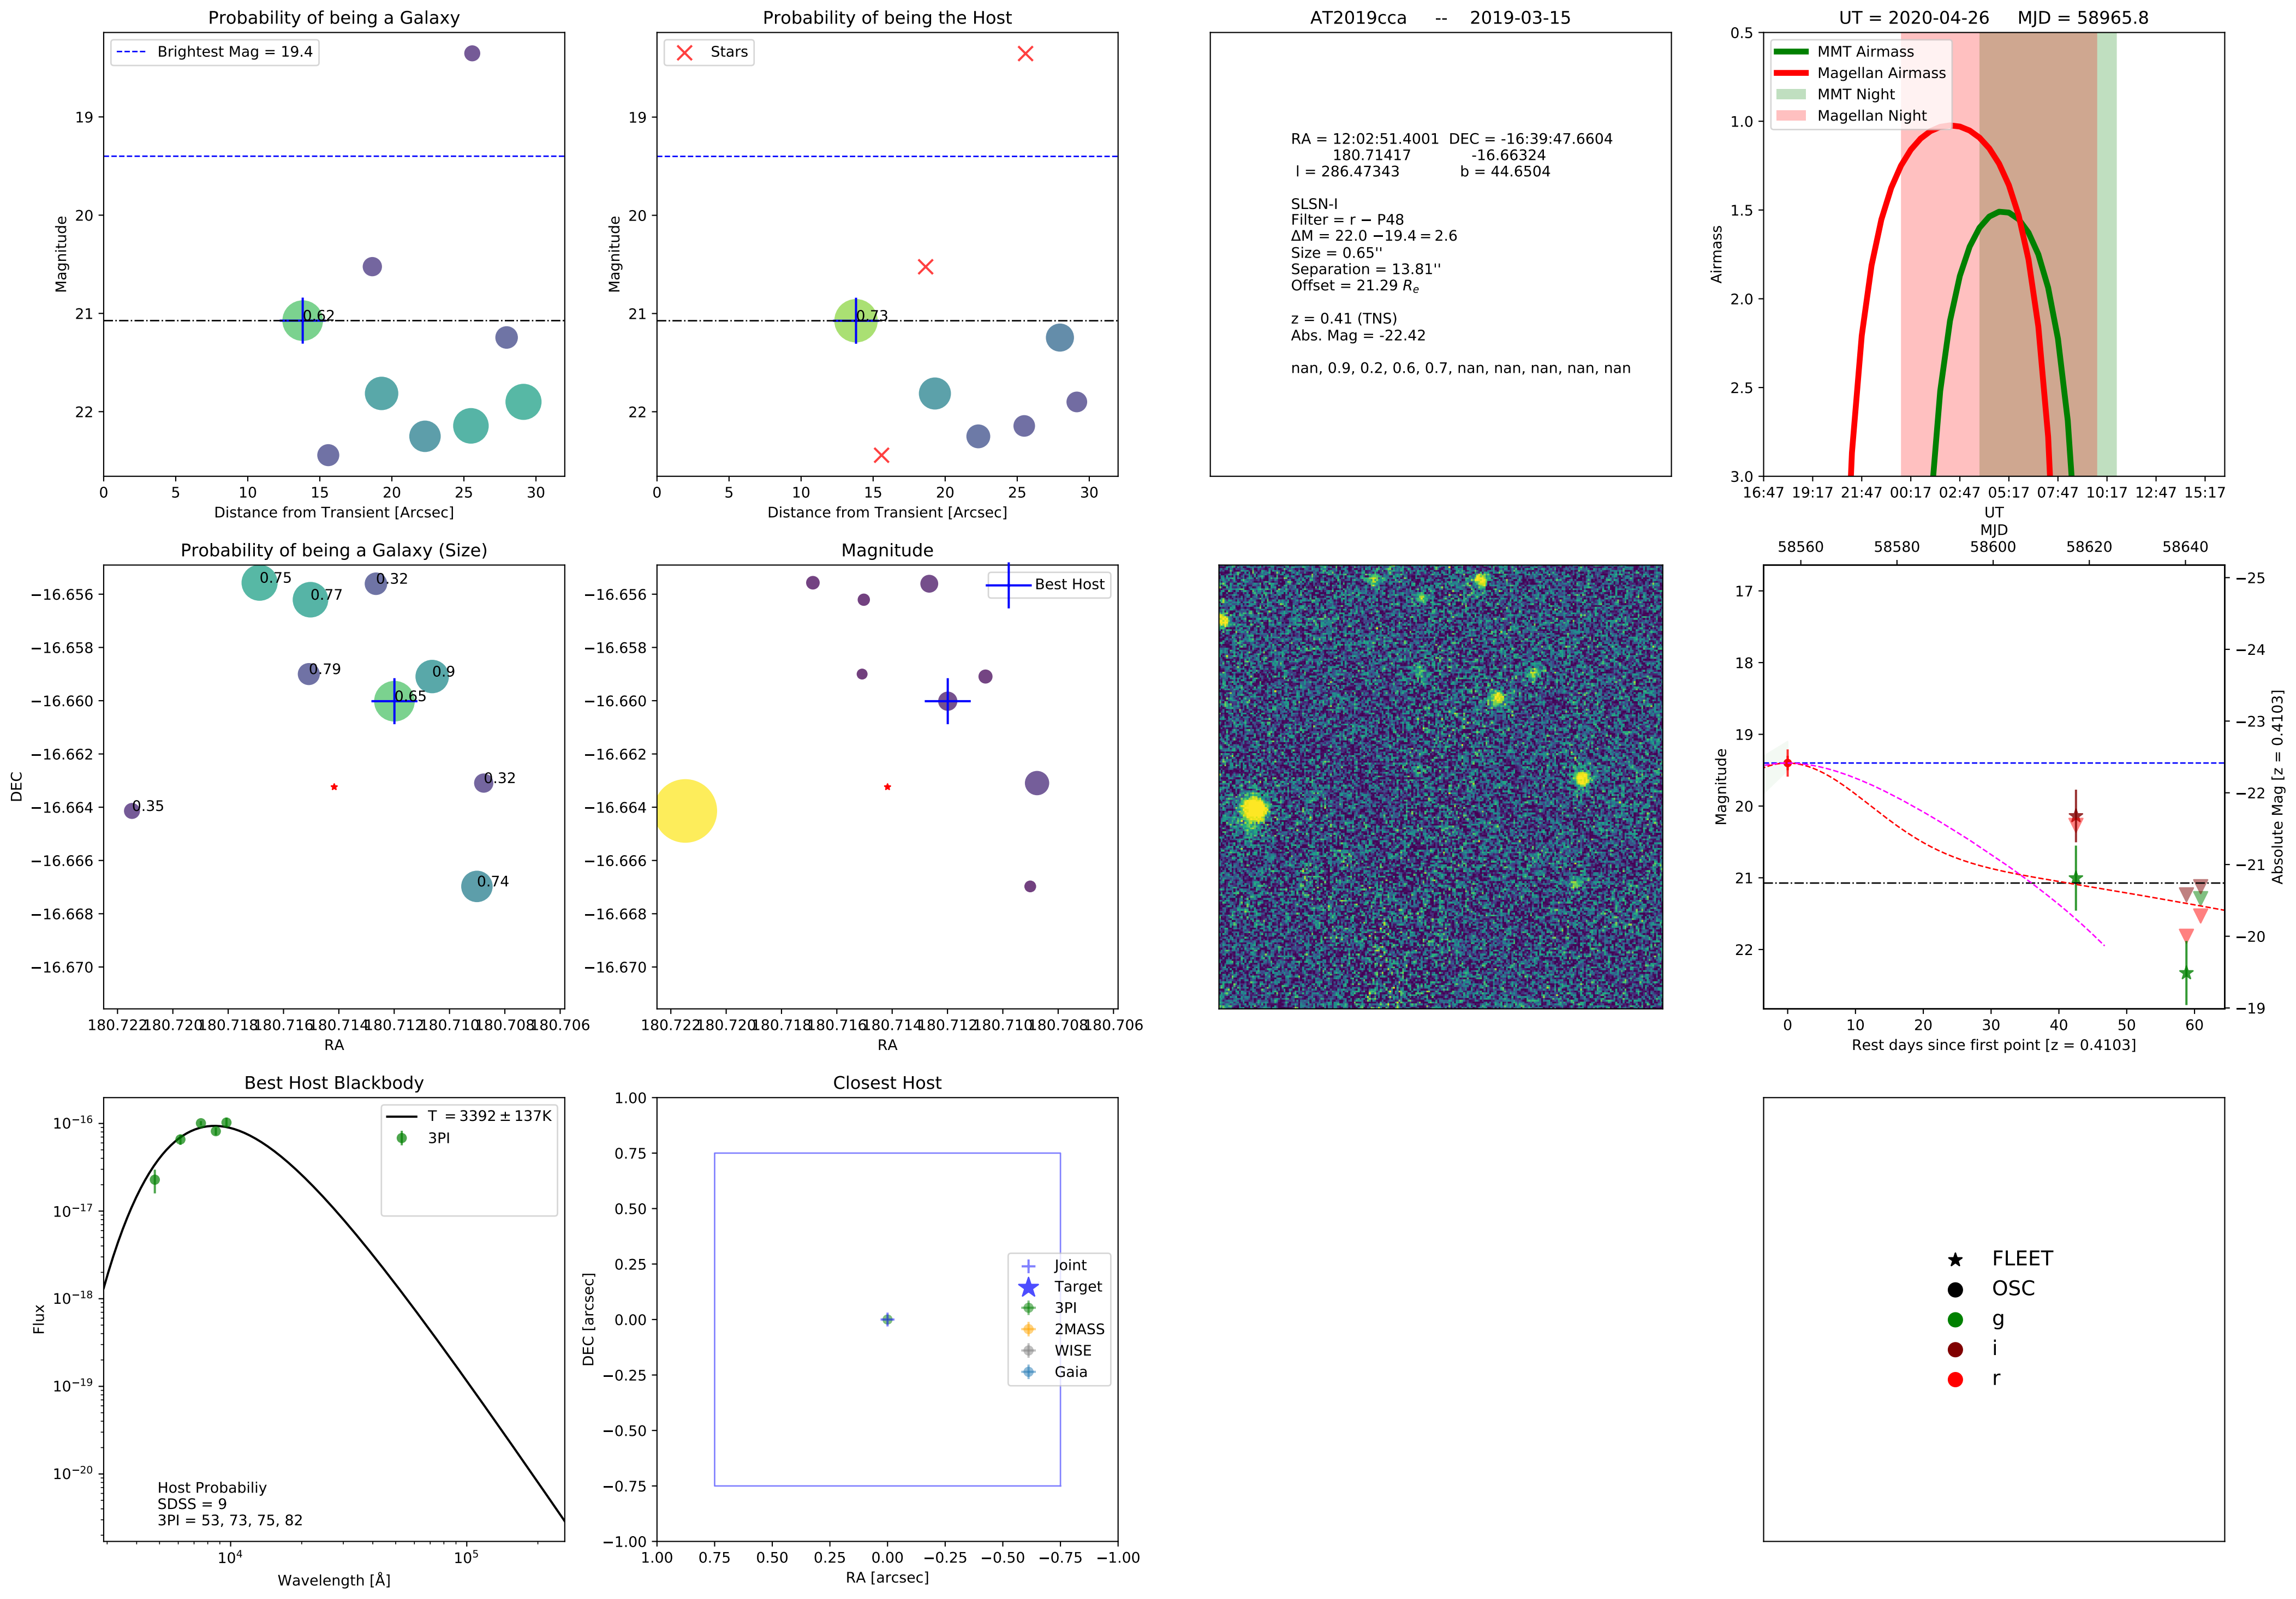 Probability of being a Galaxy
Brightest Mag = 19.4
0.62
19
20
21
22
Magnitude
0 5 10 15 20 25 30
Distance from Transient [Arcsec]
Probability of being the Host
Stars
0.73
19
20
21
22
Magnitude
0 5 10 15 20 25 30
Distance from Transient [Arcsec]
AT2019cca -- 2019-03-15
RA = 12:02:51.4001 DEC = -16:39:47.6604
180.71417 -16.66324
l = 286.47343 b = 44.6504
SLSN-I
Filter = r − P48
ΔM = 22.0 −19.4 = 2.6
Size = 0.65''
Separation = 13.81''
Offset = 21.29 Re
z = 0.41 (TNS)
Abs. Mag = -22.42
nan, 0.9, 0.2, 0.6, 0.7, nan, nan, nan, nan, nan
UT = 2020-04-26 MJD = 58965.8
MMT Airmass
Magellan Airmass
MMT Night
Magellan Night
0.5
1.0
1.5
2.0
2.5
3.0
Airmass
16:47 19:17 21:47 00:17 02:47 05:17 07:47 10:17 12:47 15:17
UT
Probability of being a Galaxy (Size)
0.75
0.77
0.32
0.79
0.9
0.65
0.32
0.35
0.74
−16.656
−16.658
−16.660
−16.662
−16.664
−16.666
−16.668
−16.670
DEC
180.722 180.720 180.718 180.716 180.714 180.712 180.710 180.708 180.706
RA
Magnitude
Best Host
−16.656
−16.658
−16.660
−16.662
−16.664
−16.666
−16.668
−16.670
180.722 180.720 180.718 180.716 180.714 180.712 180.710 180.708 180.706
RA
MJD
58560 58580 58600 58620 58640
17
18
19
20
21
22
Magnitude
−25
−24
−23
−22
−21
−20
−19
Absolute Mag [z = 0.4103]
0 10 20 30 40 50 60
Rest days since first point [z = 0.4103]
Best Host Blackbody
T = 3392 ± 137K
3PI
10−16
10−17
10−18
10−19
10−20
Flux
Host Probabiliy
SDSS = 9
3PI = 53, 73, 75, 82
104 105
Wavelength [Å]
Closest Host
1.00
0.75
0.50
0.25
0.00
−0.25
−0.50
−0.75
−1.00
DEC [arcsec]
Joint
Target
3PI
2MASS
WISE
Gaia
1.00 0.75 0.50 0.25 0.00 −0.25 −0.50 −0.75 −1.00
RA [arcsec]
FLEET
OSC
g
i
r